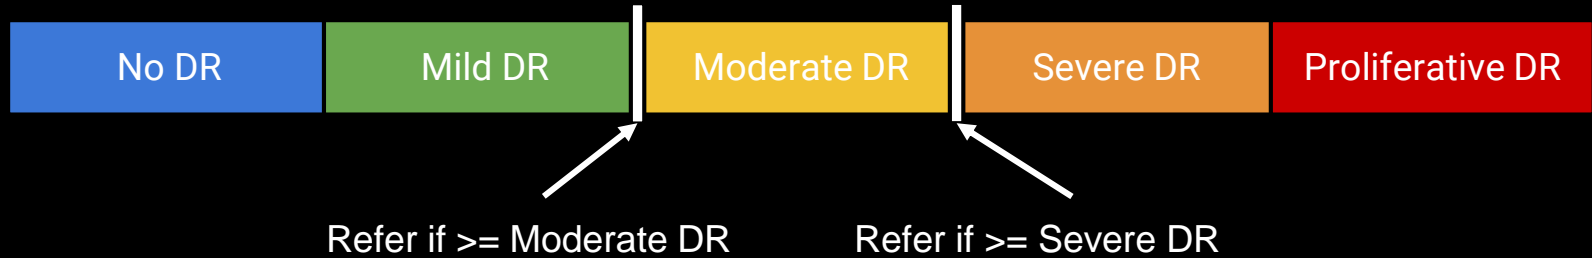 No DR Mild DR Moderate DR Severe DR Proliferative DR
Refer if >= Moderate DR Refer if >= Severe DR